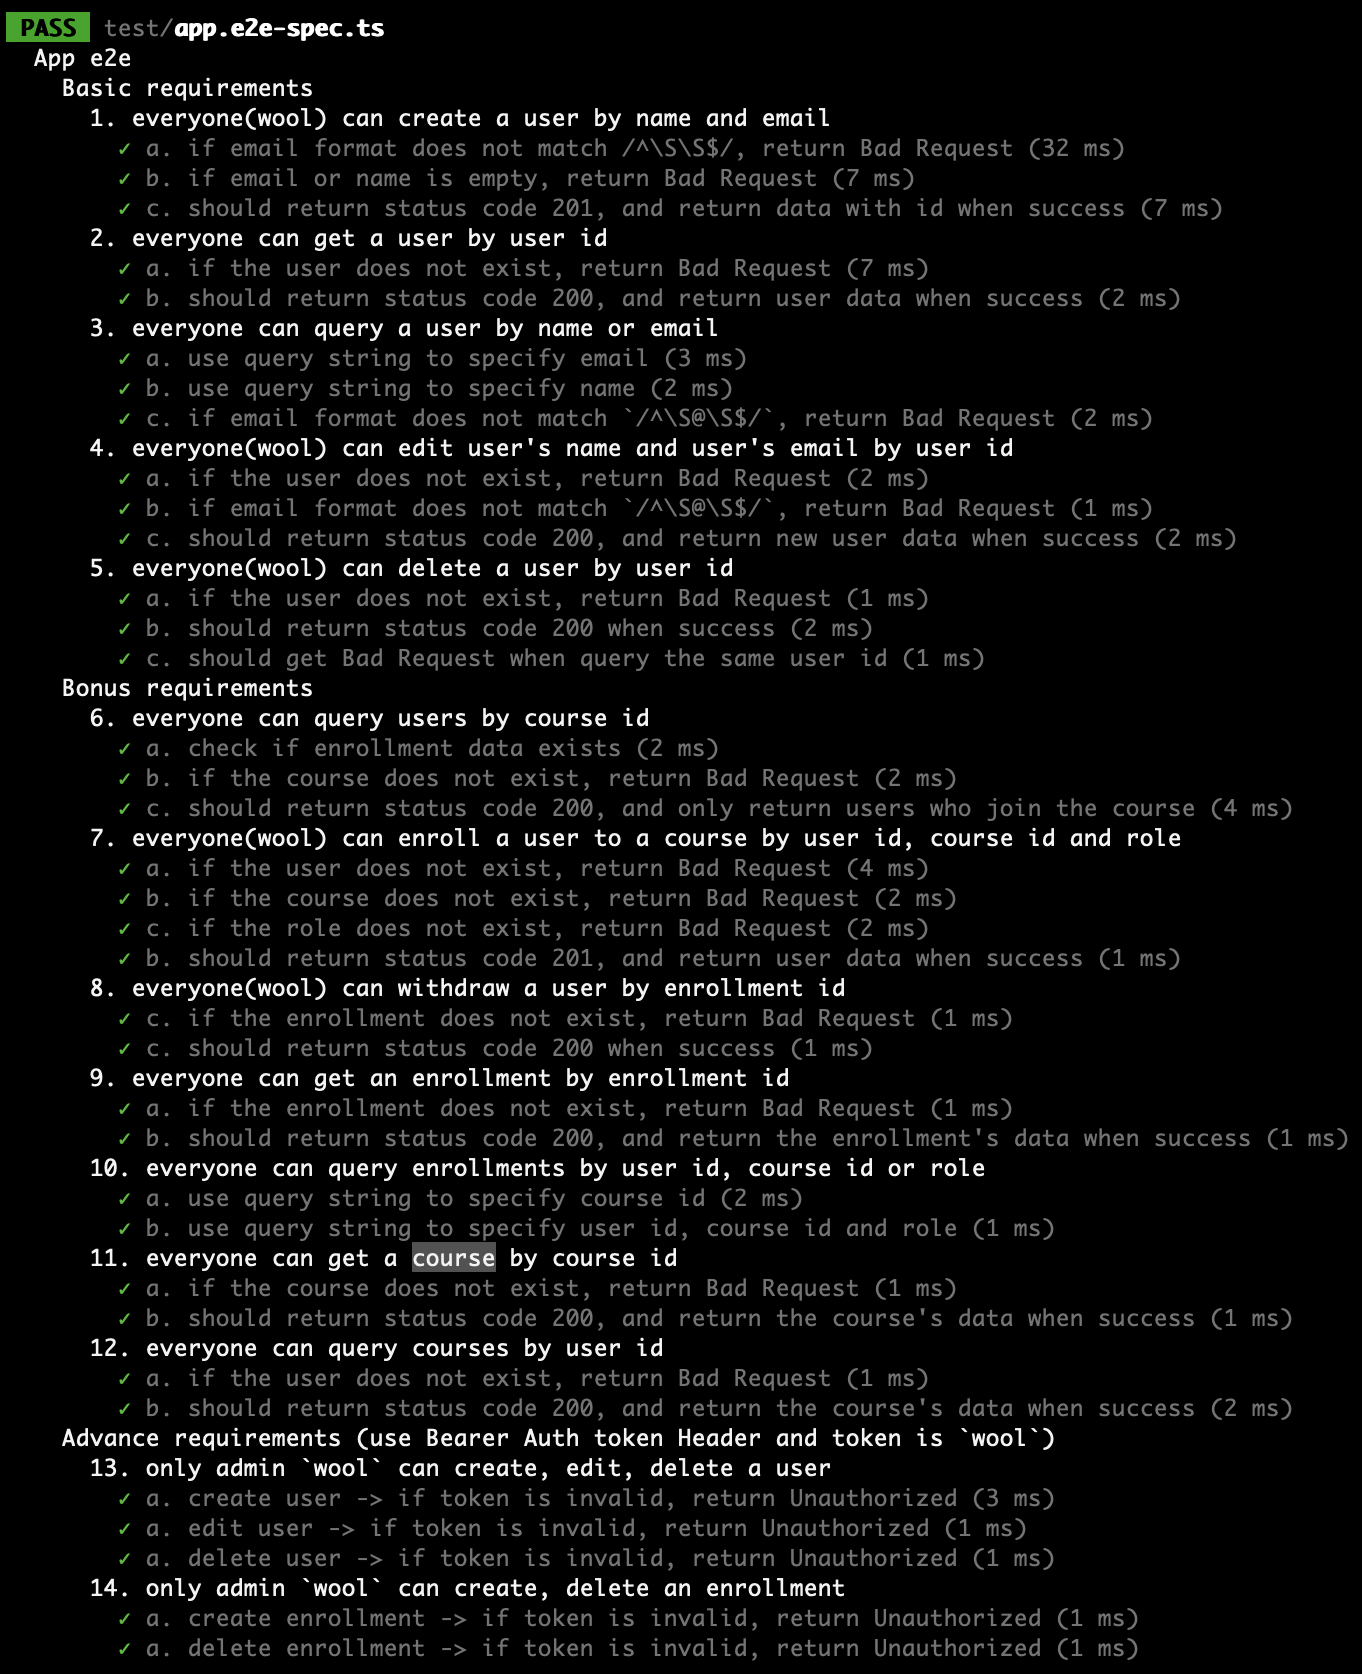 PASS test/app.e2e-spec.ts
App e2e
Basic requirements
1. everyone(wool) can create a user by name and email
✓ a. if email format does not match /^\S\S$/, return Bad Request (32 ms)
✓ b. if email or name is empty, return Bad Request (7 ms)
✓ c. should return status code 201, and return data with id when success (7 ms)
2. everyone can get a user by user id
✓ a. if the user does not exist, return Bad Request (7 ms)
✓ b. should return status code 200, and return user data when success (2 ms)
3. everyone can query a user by name or email
✓ a. use query string to specify email (3 ms)
✓ b. use query string to specify name (2 ms)
✓ c. if email format does not match `/^\S@\S$/`, return Bad Request (2 ms)
4. everyone(wool) can edit user's name and user's email by user id
✓ a. if the user does not exist, return Bad Request (2 ms)
✓ b. if email format does not match `/^\S@\S$/`, return Bad Request (1 ms)
✓ c. should return status code 200, and return new user data when success (2 ms)
5. everyone(wool) can delete a user by user id
✓ a. if the user does not exist, return Bad Request (1 ms)
✓ b. should return status code 200 when success (2 ms)
✓ c. should get Bad Request when query the same user id (1 ms)
Bonus requirements
6. everyone can query users by course id
✓ a. check if enrollment data exists (2 ms)
✓ b. if the course does not exist, return Bad Request (2 ms)
✓ c. should return status code 200, and only return users who join the course (4 ms)
7. everyone(wool) can enroll a user to a course by user id, course id and role
✓ a. if the user does not exist, return Bad Request (4 ms)
✓ b. if the course does not exist, return Bad Request (2 ms)
✓ c. if the role does not exist, return Bad Request (2 ms)
✓ b. should return status code 201, and return user data when success (1 ms)
8. everyone(wool) can withdraw a user by enrollment id
✓ c. if the enrollment does not exist, return Bad Request (1 ms)
✓ c. should return status code 200 when success (1 ms)
9. everyone can get an enrollment by enrollment id
✓ a. if the enrollment does not exist, return Bad Request (1 ms)
✓ b. should return status code 200, and return the enrollment's data when success (1 ms)
10. everyone can query enrollments by user id, course id or role
✓ a. use query string to specify course id (2 ms)
✓ b. use query string to specify user id, course id and role (1 ms)
11. everyone can get a course by course id
✓ a. if the course does not exist, return Bad Request (1 ms)
✓ b. should return status code 200, and return the course's data when success (1 ms)
12. everyone can query courses by user id
✓ a. if the user does not exist, return Bad Request (1 ms)
✓ b. should return status code 200, and return the course's data when success (2 ms)
Advance requirements (use Bearer Auth token Header and token is `wool`)
13. only admin `wool` can create, edit, delete a user
✓ a. create user -> if token is invalid, return Unauthorized (3 ms)
✓ a. edit user -> if token is invalid, return Unauthorized (1 ms)
✓ a. delete user -> if token is invalid, return Unauthorized (1 ms)
14. only admin `wool` can create, delete an enrollment
✓ a. create enrollment -> if token is invalid, return Unauthorized (1 ms)
✓ a. delete enrollment -> if token is invalid, return Unauthorized (1 ms)